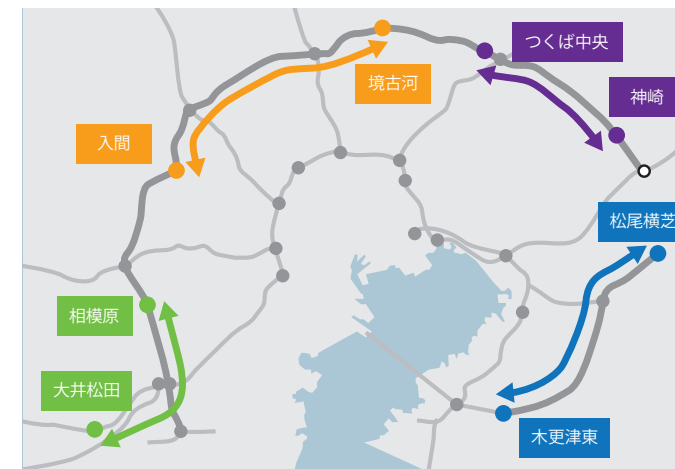 つくば中央
境古河
神崎
入間
松尾横芝
相模原
大井松田
木更津東